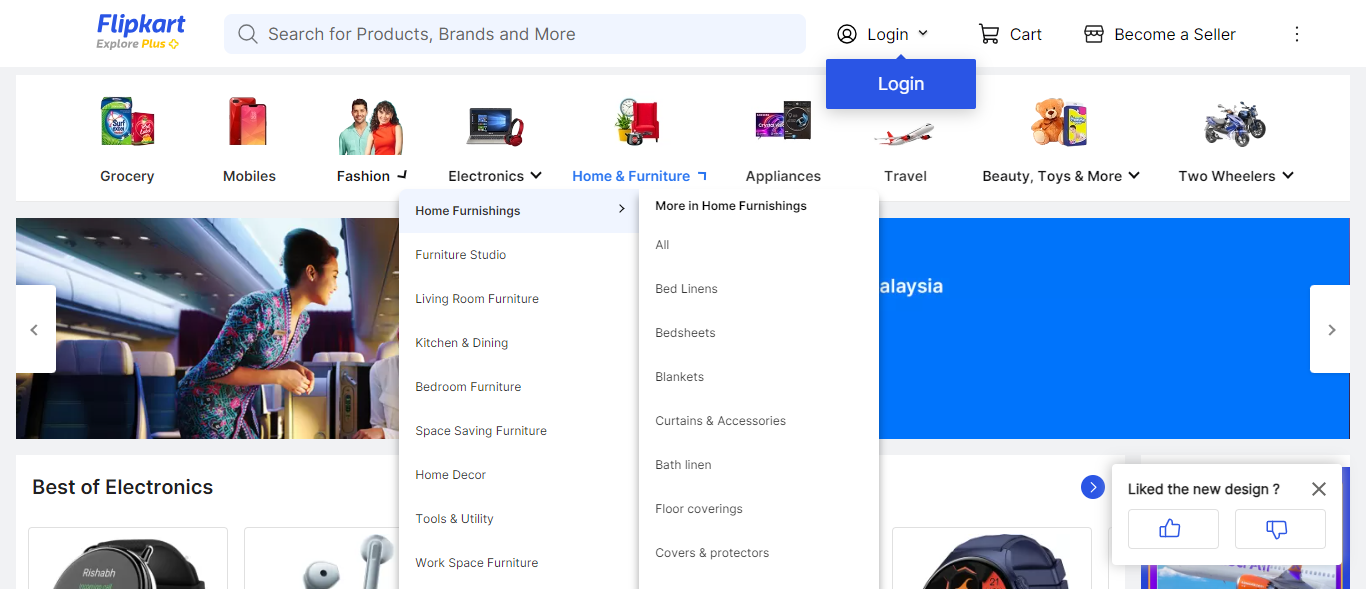 Flipkart
Explore Plus
Search for Products, Brands and More
Login
Cart
Become a Seller
Login
Grocery
Mobiles
Fashion
Electronics
Home & Furniture
Appliances
Travel
Beauty, Toys & More
Two Wheelers
Home Furnishings
Furniture Studio
Living Room Furniture
Kitchen & Dining
Bedroom Furniture
Space Saving Furniture
Home Decor
Tools & Utility
Work Space Furniture
More in Home Furnishings
All
Bed Linens
Bedsheets
Blankets
Curtains & Accessories
Bath linen
Floor coverings
Covers & protectors
alaysia
Best of Electronics
Liked the new design ?
Rishabh
21